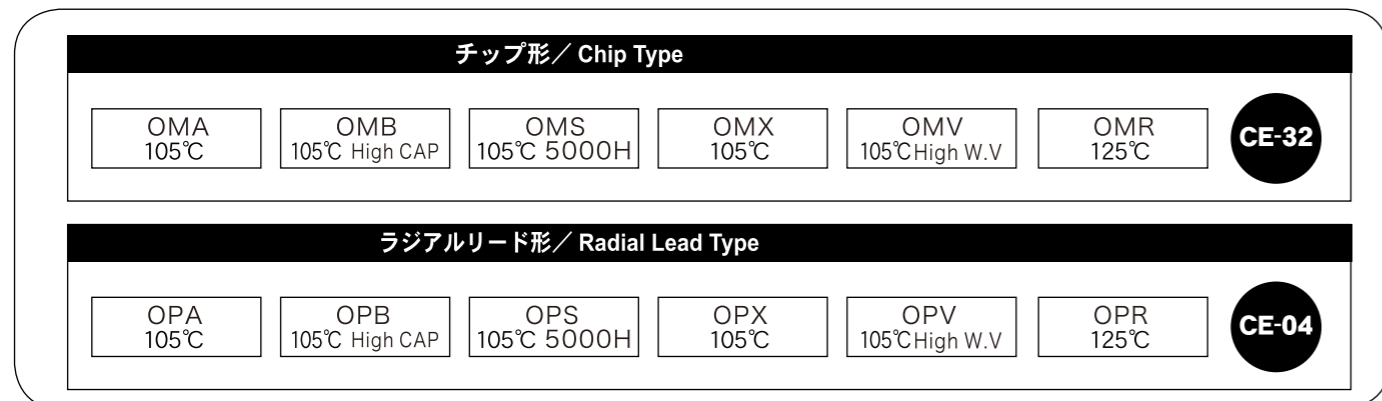 チップ形／ Chip Type
OMA
105℃
OMB
105℃ High CAP
OMS
105℃ 5000H
OMX
105℃
OMV
105℃High W.V
OMR
125℃
CE-32
ラジアルリード形／ Radial Lead Type
OPA
105℃
OPB
105℃ High CAP
OPS
105℃ 5000H
OPX
105℃
OPV
105℃High W.V
OPR
125℃
CE-04